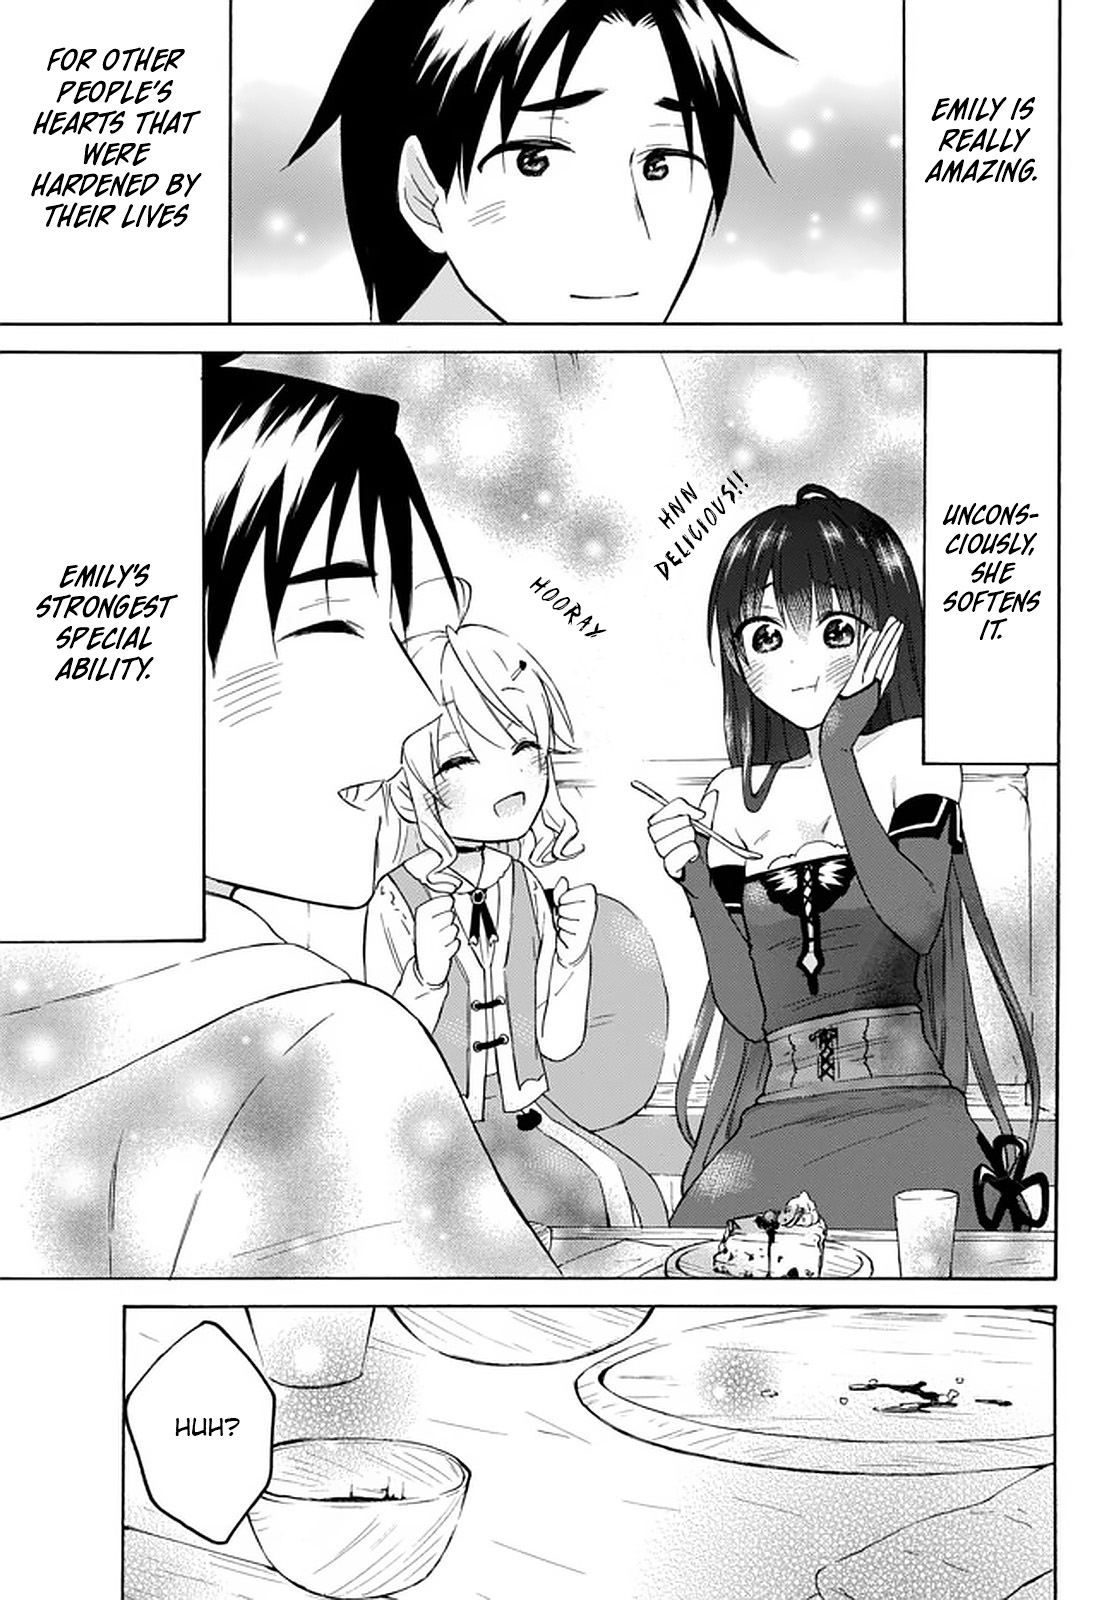 EMILY IS
REALLY
AMAZING.
FOR OTHER
PEOPLE'S
HEARTS THAT
WERE
HARDENED BY
THEIR LIVES
UNCONS-
CIOUSLY,
SHE
SOFTENS
IT.
HNN
DELICIOUS!!
HOORAY
EMILY'S
STRONGEST
SPECIAL
ABILITY.
HUH?